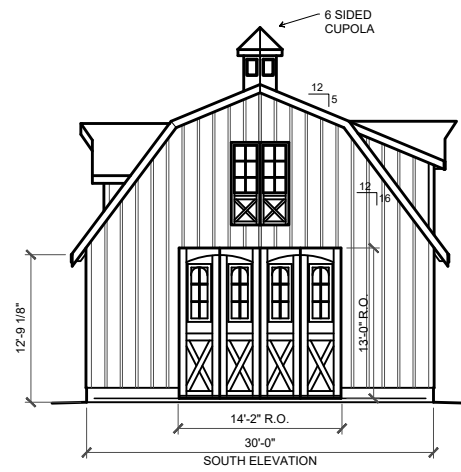 6 SIDED
CUPOLA
12
5
12
16
12'-9 1/8"
13'-0" R.O.
14'-2" R.O.
30'-0"
SOUTH ELEVATION